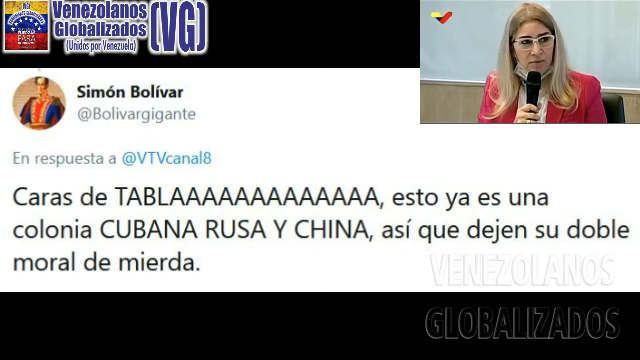 Venezolanos
Globalizados
(Unidos por Venezuela)
(VG)
Simón Bolívar
@Bolivargigante
En respuesta a @VTVcanal8
Caras de TABLAAAAAAAAAAAAA, esto ya es una
colonia CUBANA RUSA Y CHINA, así que dejen su doble
moral de mierda.
VENEZOLANOS
GLOBALIZADOS